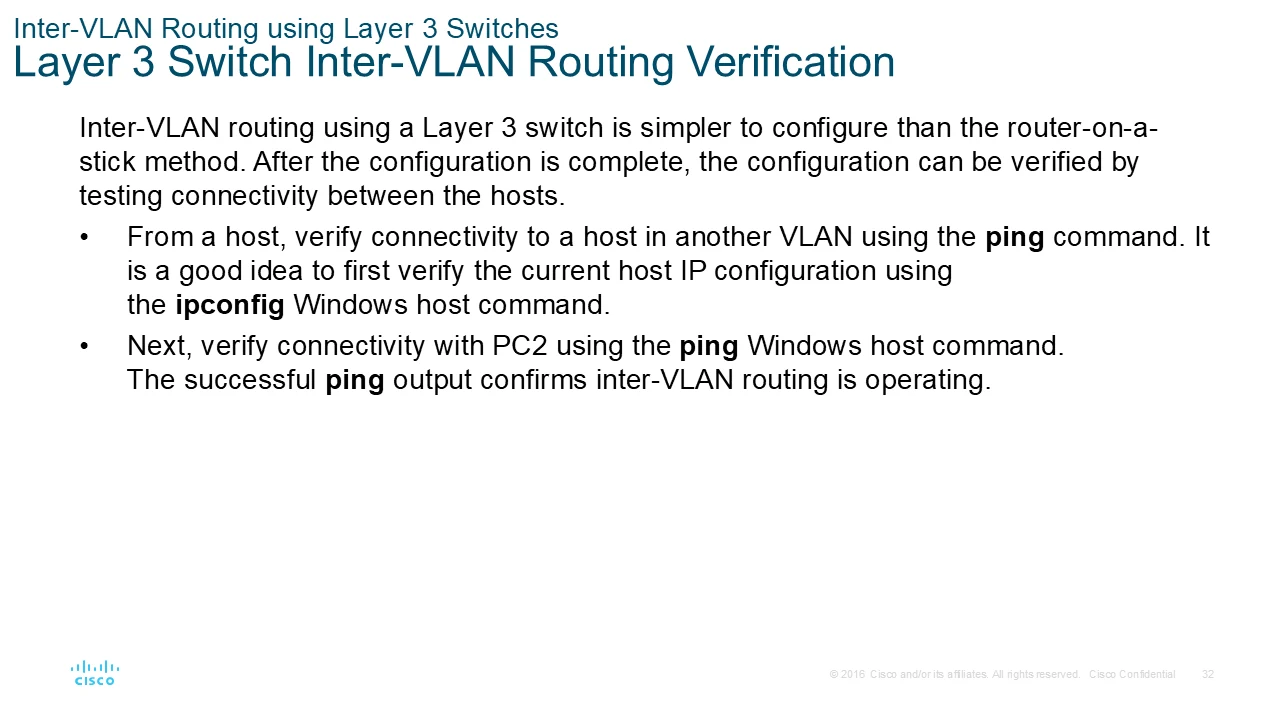 Inter-VLAN Routing using Layer 3 Switches
Layer 3 Switch Inter-VLAN Routing Verification
Inter-VLAN routing using a Layer 3 switch is simpler to configure than the router-on-a-
stick method. After the configuration is complete, the configuration can be verified by
testing connectivity between the hosts.
• From a host, verify connectivity to a host in another VLAN using the ping command. It
is a good idea to first verify the current host IP configuration using
the ipconfig Windows host command.
• Next, verify connectivity with PC2 using the ping Windows host command.
The successful ping output confirms inter-VLAN routing is operating.
CISCO
© 2016 Cisco and/or its affiliates. All rights reserved. Cisco Confidential 32